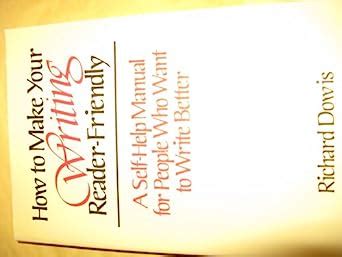 How to Make Your
Writing
Reader-Friendly
A Self-Help Manual
for People Who Want
to Write Better
Richard Dowis